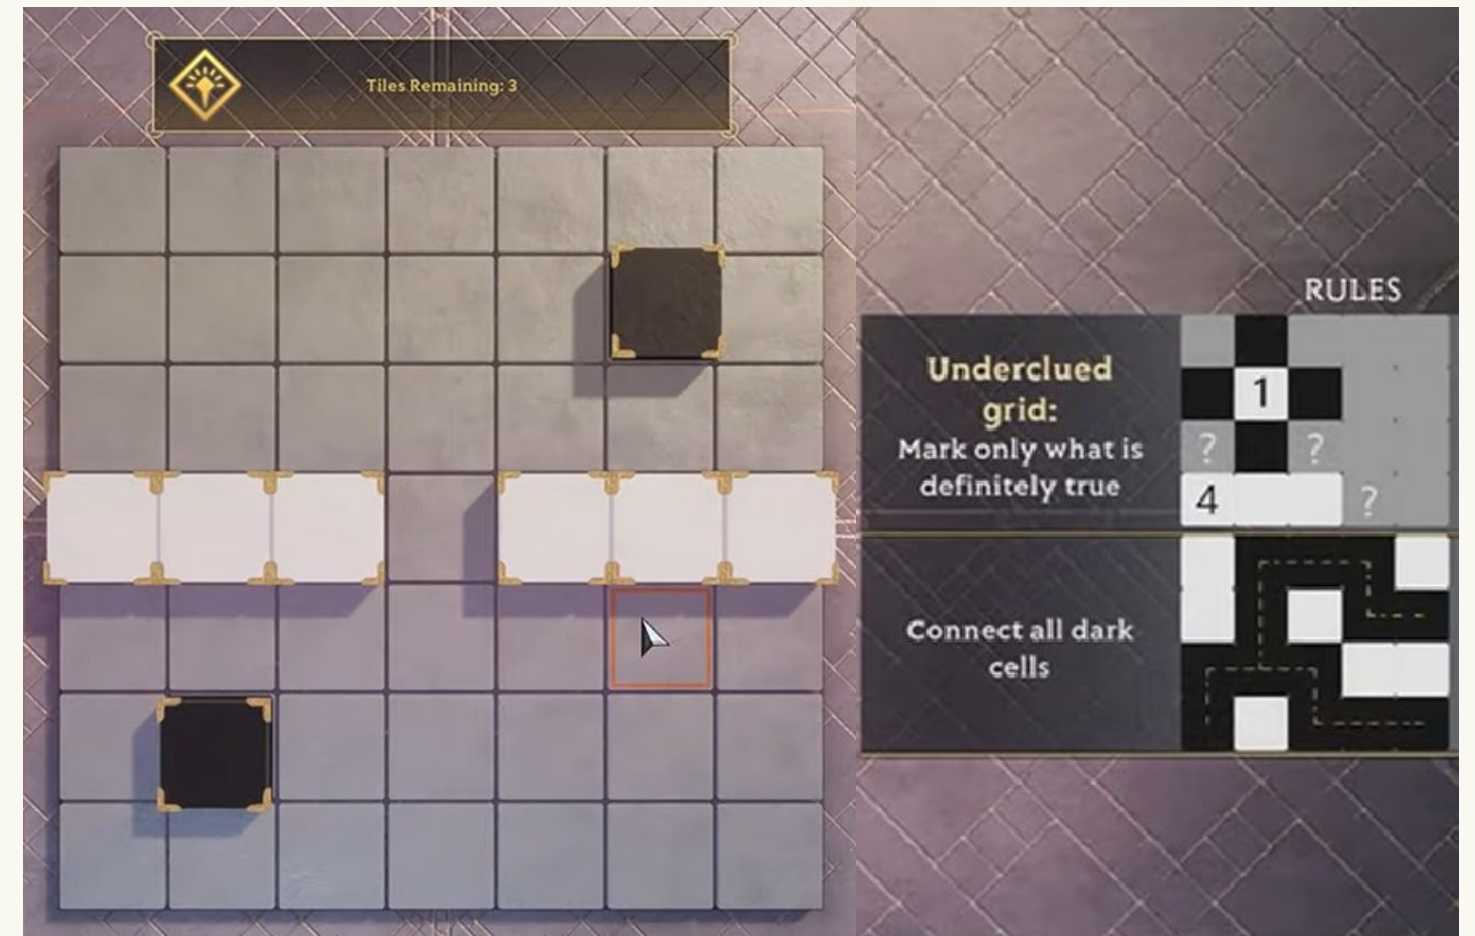 Tiles Remaining: 3
RULES
Underclued
grid:
Mark only what is
definitely true
1
? ?
4 ?
Connect all dark
cells